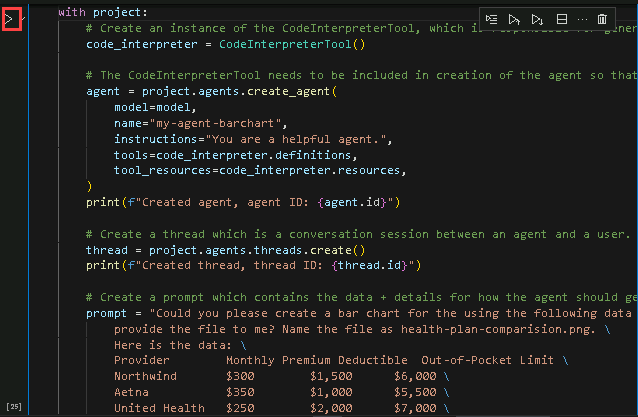 with project:
# Create an instance of the CodeInterpreterTool, which is responsible for gener
code_interpreter = CodeInterpreterTool()
# The CodeInterpreterTool needs to be included in creation of the agent so that
agent = project.agents.create_agent(
model=model,
name="my-agent-barchart",
instructions="You are a helpful agent.",
tools=code_interpreter.definitions,
tool_resources=code_interpreter.resources,
)
print(f"Created agent, agent ID: {agent.id}")
# Create a thread which is a conversation session between an agent and a user.
thread = project.agents.threads.create()
print(f"Created thread, thread ID: {thread.id}")
# Create a prompt which contains the data + details for how the agent should ge
prompt = "Could you please create a bar chart for the using the following data
provide the file to me? Name the file as health-plan-comparision.png. \
Here is the data: \
Provider Monthly Premium Deductible Out-of-Pocket Limit \
Northwind $300 $1,500 $6,000 \
Aetna $350 $1,000 $5,500 \
[25] United Health $250 $2,000 $7,000 \